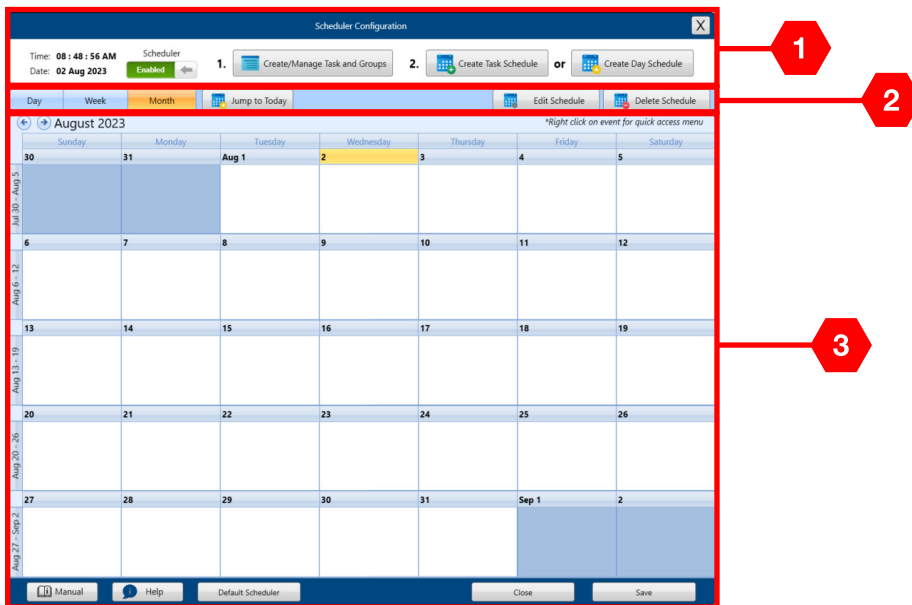 Scheduler Configuration X
Time: 08 : 48 : 56 AM
Date: 02 Aug 2023
Scheduler
Enabled
1. Create/Manage Task and Groups 2. Create Task Schedule or Create Day Schedule
1
Day Week Month Jump to Today Edit Schedule Delete Schedule
2
August 2023 *Right click on event for quick access menu
Sunday Monday Tuesday Wednesday Thursday Friday Saturday
Jul 30 - Aug 5
30 31 Aug 1 2 3 4 5
Aug 6 - 12
6 7 8 9 10 11 12
Aug 13 - 19
13 14 15 16 17 18 19
3
Aug 20 - 26
20 21 22 23 24 25 26
Aug 27 - Sep 2
27 28 29 30 31 Sep 1 2
Manual Help Default Scheduler Close Save